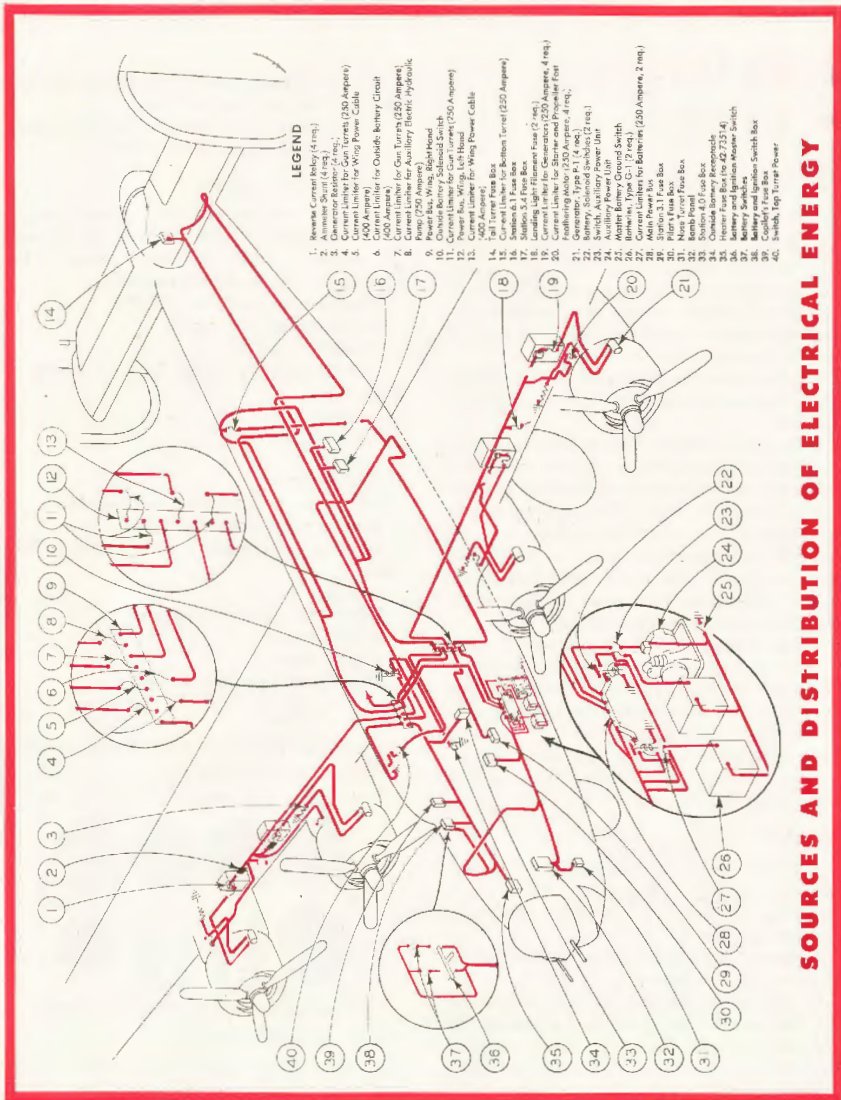 LEGEND
1. Reverse Current Relay (4 req.)
2. Ammeter Shunt (4 req.)
3. Generator Resistor (4 req.)
4. Current Limiter for Gun Turrets (250 Ampere)
5. Current Limiter for Wing Power Cable
(400 Ampere)
6. Current Limiter for Outside Battery Circuit
(400 Ampere)
7. Current Limiter for Gun Turrets (250 Ampere)
8. Current Limiter Auxiliary Electric Hydraulic
Pump (250 Ampere)
9. Power Bus, Wing, Right Hand
10. Outside Battery Solenoid Switch
11. Current Limiter for Gun Turrets (250 Ampere)
12. Power Bus, Wing, Left Hand
13. Current Limiter for Wing Power Cable
(400 Ampere)
14. Tail Turret Fuse Box
15. Current Limiter for Bottom Turret (250 Ampere)
16. Station 6.1 Fuse Box
17. Station 5.4 Fuse Box
18. Landing Light Filament Fuse (2 req.)
19. Current Limiter for Generators (250 Ampere, 4 req.)
20. Current Limiter for Starter and Propeller Fast
Feathering Motor (250 Ampere, 4 req.)
21. Generator, Type P-1 (4 req.)
22. Battery, Solenoid Switches (2 req.)
23. Switch, Auxiliary Power Unit
24. Auxiliary Power Unit
25. Master Battery Ground Switch
26. Batteries, Type G-1 (2 req.)
27. Current Limiters for Batteries (250 Ampere, 2 req.)
28. Main Power Bus
29. Station 3.1 Fuse Box
30. Pilot's Fuse Box
31. Nose Turret Fuse Box
32. Bomb Panel
33. Station 4.0 Fuse Box
34. Outside Battery Receptacle
35. Heater Fuse Box (to 42-73514)
36. Battery and Ignition Master Switch
37. Battery Switches
38. Battery and Ignition Switch Box
39. Copilot's Fuse Box
40. Switch, Top Turret Power
1
2
3
4
5
6
7
8
9
10
11
12
13
14
15
16
17
18
19
20
21
22
23
24
25
26
27
28
29
30
31
32
33
34
35
36
37
38
39
40
SOURCES AND DISTRIBUTION OF ELECTRICAL ENERGY